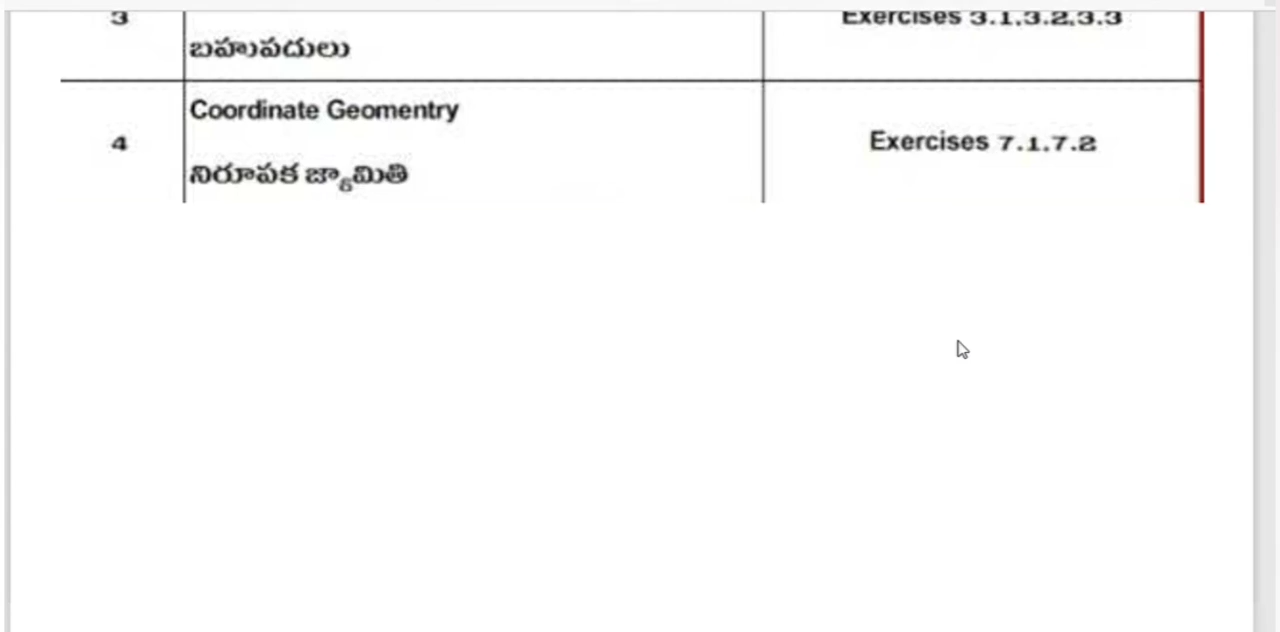 3
Exercises 3.1,3.2,3.3
బహుపదులు
Coordinate Geomentry
4
Exercises 7.1,7.2
నిరూపక జ్యామితి